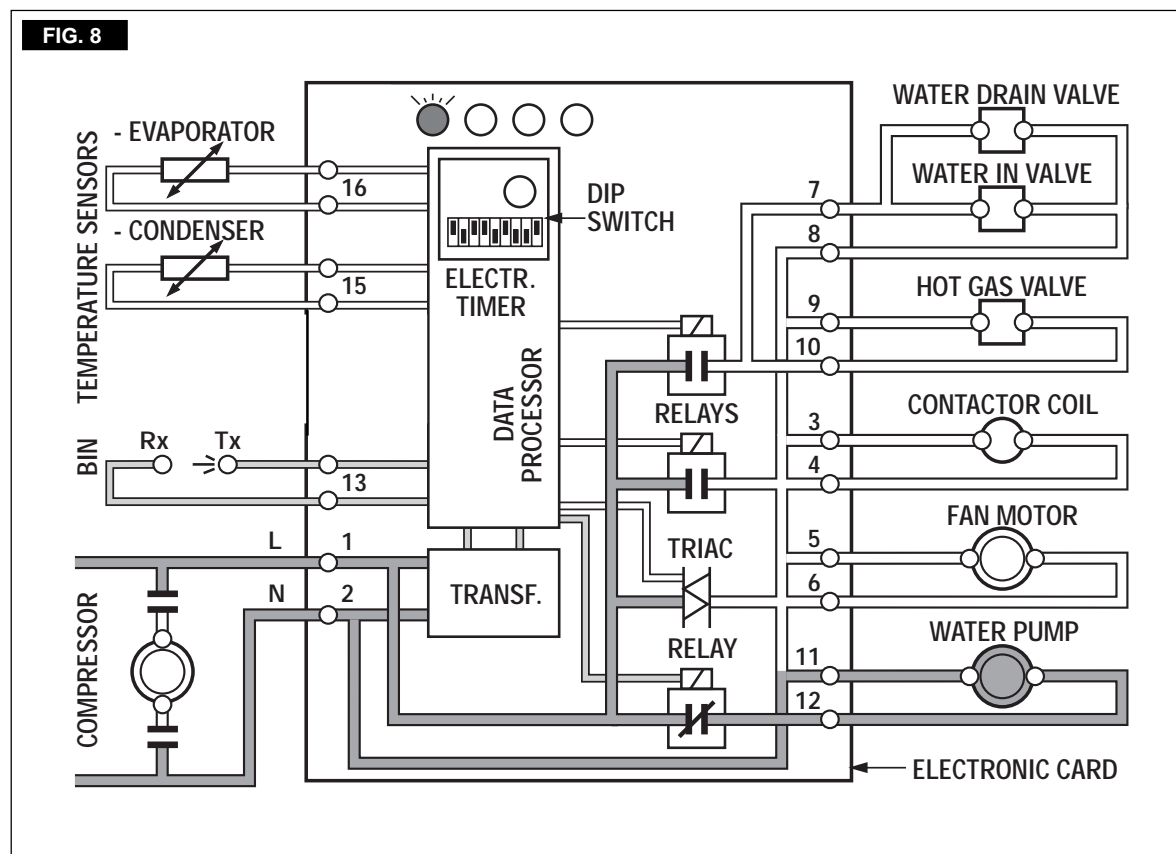 FIG. 8
TEMPERATURE SENSORS
- EVAPORATOR
16
- CONDENSER
15
BIN
Rx
Tx
13
COMPRESSOR
L
1
N
2
DIP
SWITCH
ELECTR.
TIMER
DATA
PROCESSOR
TRANSF.
RELAYS
TRIAC
RELAY
7
8
9
10
3
4
5
6
11
12
WATER DRAIN VALVE
WATER IN VALVE
HOT GAS VALVE
CONTACTOR COIL
FAN MOTOR
WATER PUMP
ELECTRONIC CARD